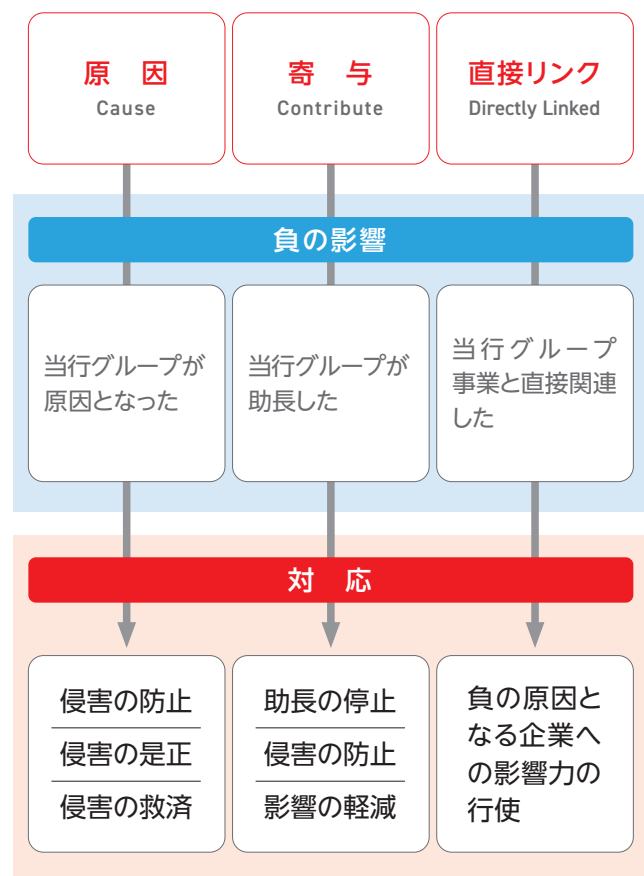 原　因
Cause
寄　与
Contribute
直接リンク
Directly Linked
負の影響
当行グループが
原因となった
当行グループが
助長した
当行グループ
事業と直接関連
した
対　応
侵害の防止
侵害の是正
侵害の救済
助長の停止
侵害の防止
影響の軽減
負の原因と
なる企業へ
の影響力の
行使